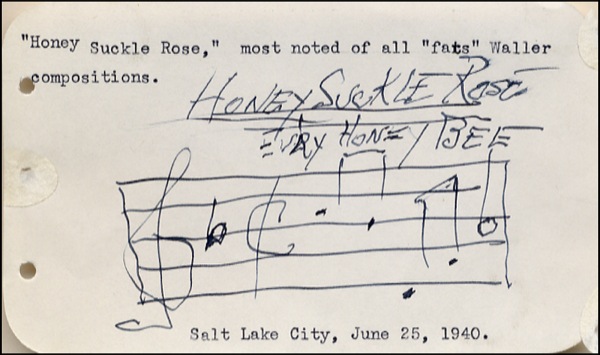 "Honey Suckle Rose,"  most noted of all "fats" Waller
compositions.
HONEY SUCKLE ROSE
EVRY HONEY BEE
Salt Lake City, June 25, 1940.